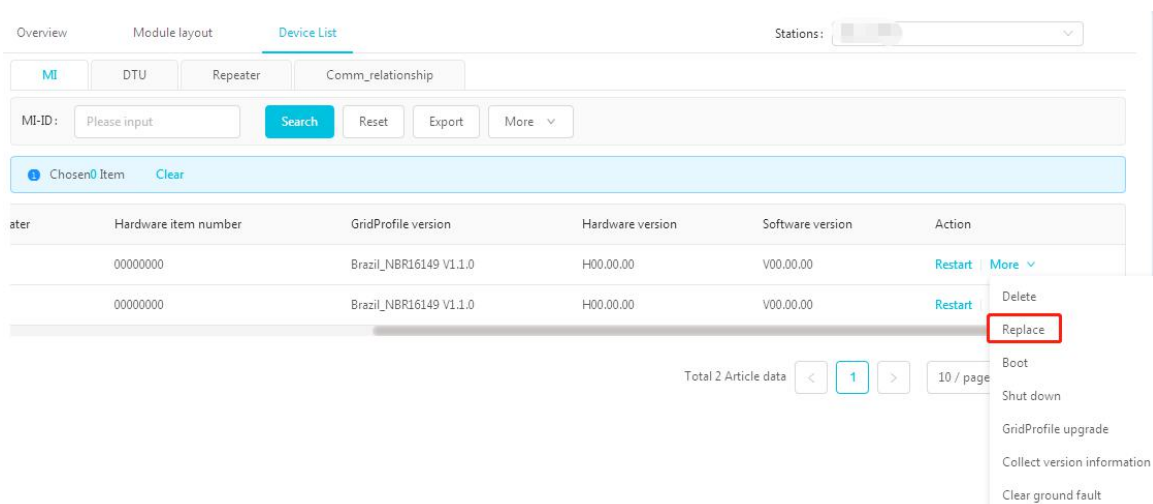 Overview Module layout Device List Stations:
MI DTU Repeater Comm_relationship
MI-ID: Please input Search Reset Export More
Chosen0 Item Clear
ater Hardware item number GridProfile version Hardware version Software version Action
00000000 Brazil_NBR16149 V1.1.0 H00.00.00 V00.00.00 Restart More
00000000 Brazil_NBR16149 V1.1.0 H00.00.00 V00.00.00 Restart
Delete
Replace
Boot
Shut down
GridProfile upgrade
Collect version information
Clear ground fault
Total 2 Article data < 1 > 10 / page